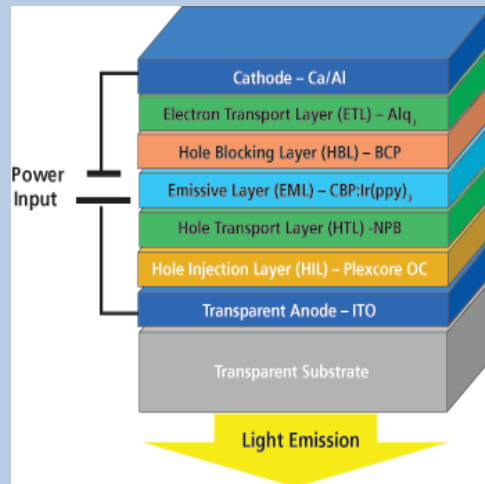 Cathode – Ca/Al
Electron Transport Layer (ETL) – Alq₃
Hole Blocking Layer (HBL) – BCP
Power
Input
Emissive Layer (EML) – CBP:Ir(ppy)₃
Hole Transport Layer (HTL) -NPB
Hole Injection Layer (HIL) – Plexcore OC
Transparent Anode – ITO
Transparent Substrate
Light Emission